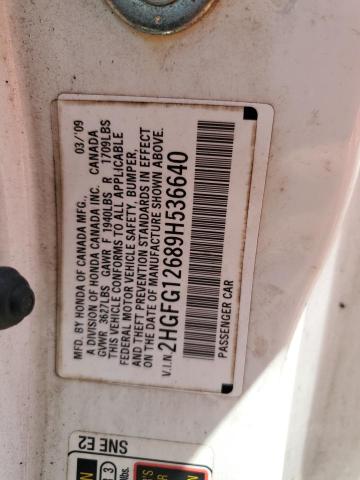 MFD. BY HONDA OF CANADA MFG., 03/'09
A DIVISION OF HONDA CANADA INC. CANADA
GVWR 3627LBS GAWR F 1940LBS R 1709LBS
THIS VEHICLE CONFORMS TO ALL APPLICABLE
FEDERAL MOTOR VEHICLE SAFETY, BUMPER,
AND THEFT PREVENTION STANDARDS IN EFFECT
ON THE DATE OF MANUFACTURE SHOWN ABOVE.
V.I.N. 2HGFG12689H536640
PASSENGER CAR
SNE E2